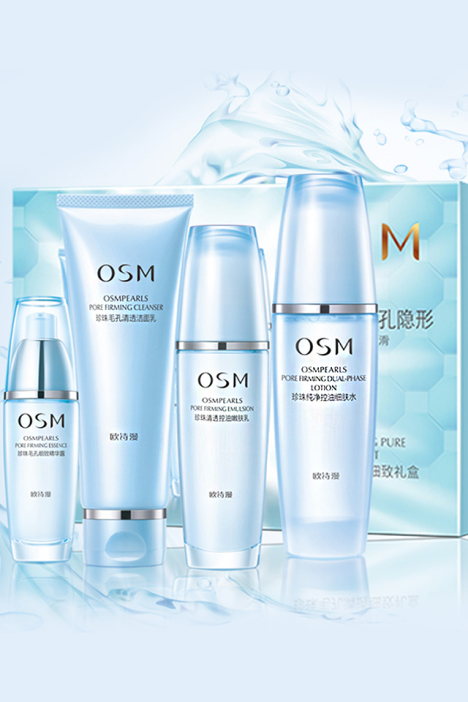 OSM
OSMPEARLS
PORE FIRMING ESSENCE
珍珠毛孔细致精华露
欧诗漫
OSM
OSMPEARLS
PORE FIRMING CLEANSER
珍珠毛孔清透洁面乳
欧诗漫
OSM
OSMPEARLS
PORE FIRMING EMULSION
珍珠清透控油嫩肤乳
欧诗漫
OSM
OSMPEARLS
PORE FIRMING DUAL-PHASE
LOTION
珍珠纯净控油细肤水
欧诗漫
M
孔隐形
滑
PURE
细致礼盒